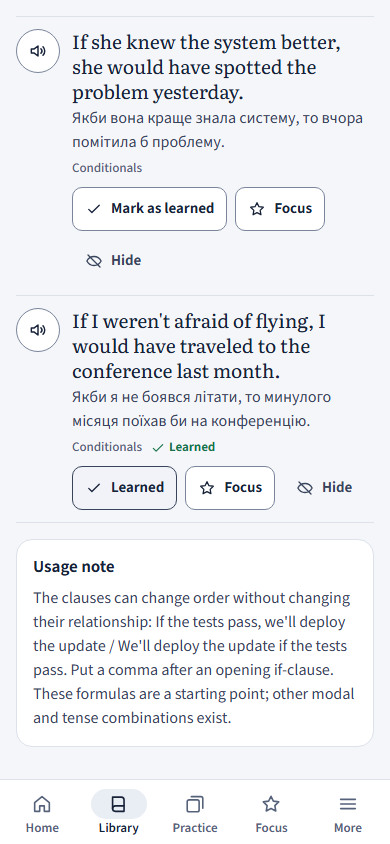 If she knew the system better,
she would have spotted the
problem yesterday.
Якби вона краще знала систему, то вчора
помітила б проблему.
Conditionals
Mark as learned
Focus
Hide
If I weren't afraid of flying, I
would have traveled to the
conference last month.
Якби я не боявся літати, то минулого
місяця поїхав би на конференцію.
Conditionals Learned
Learned
Focus
Hide
Usage note
The clauses can change order without changing
their relationship: If the tests pass, we'll deploy
the update / We'll deploy the update if the tests
pass. Put a comma after an opening if-clause.
These formulas are a starting point; other modal
and tense combinations exist.
Home
Library
Practice
Focus
More